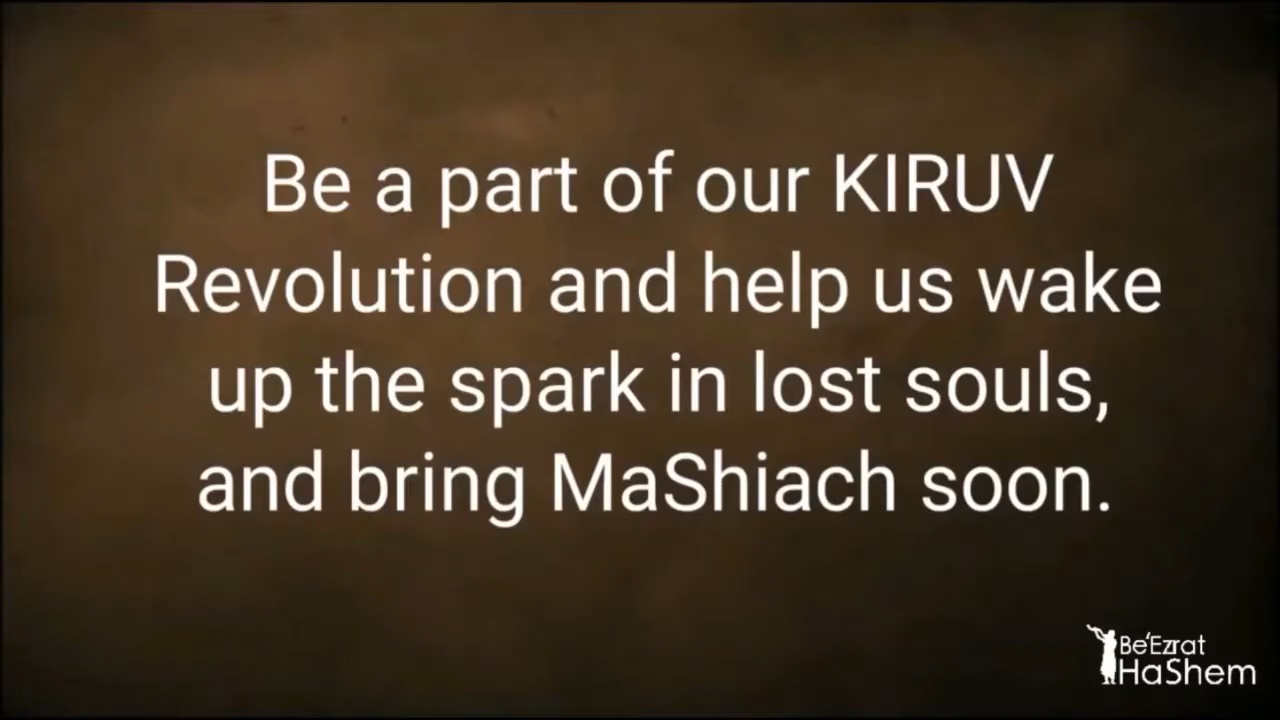 Be a part of our KIRUV
Revolution and help us wake
up the spark in lost souls,
and bring MaShiach soon.
Be'Ezrat
HaShem